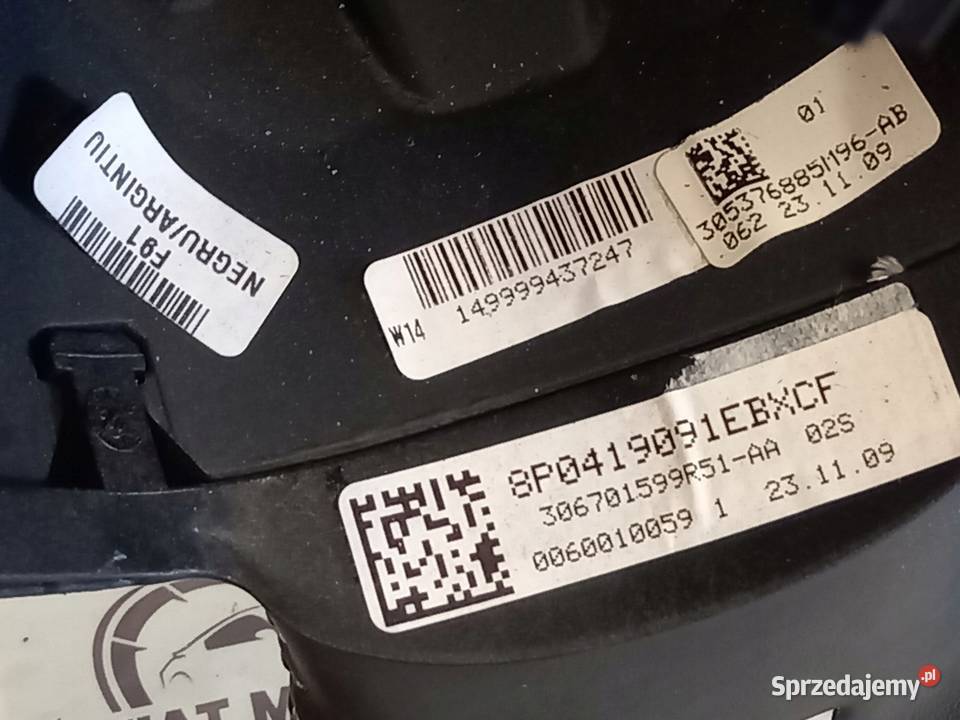 F91
NEGRU/ARGINTIU
W14
149999437247
01
305376885M96-AB
062 23.11.09
8P0419091EBXCF
306701599R51-AA 02S
0060010059 1 23.11.09
Sprzedajemy.pl